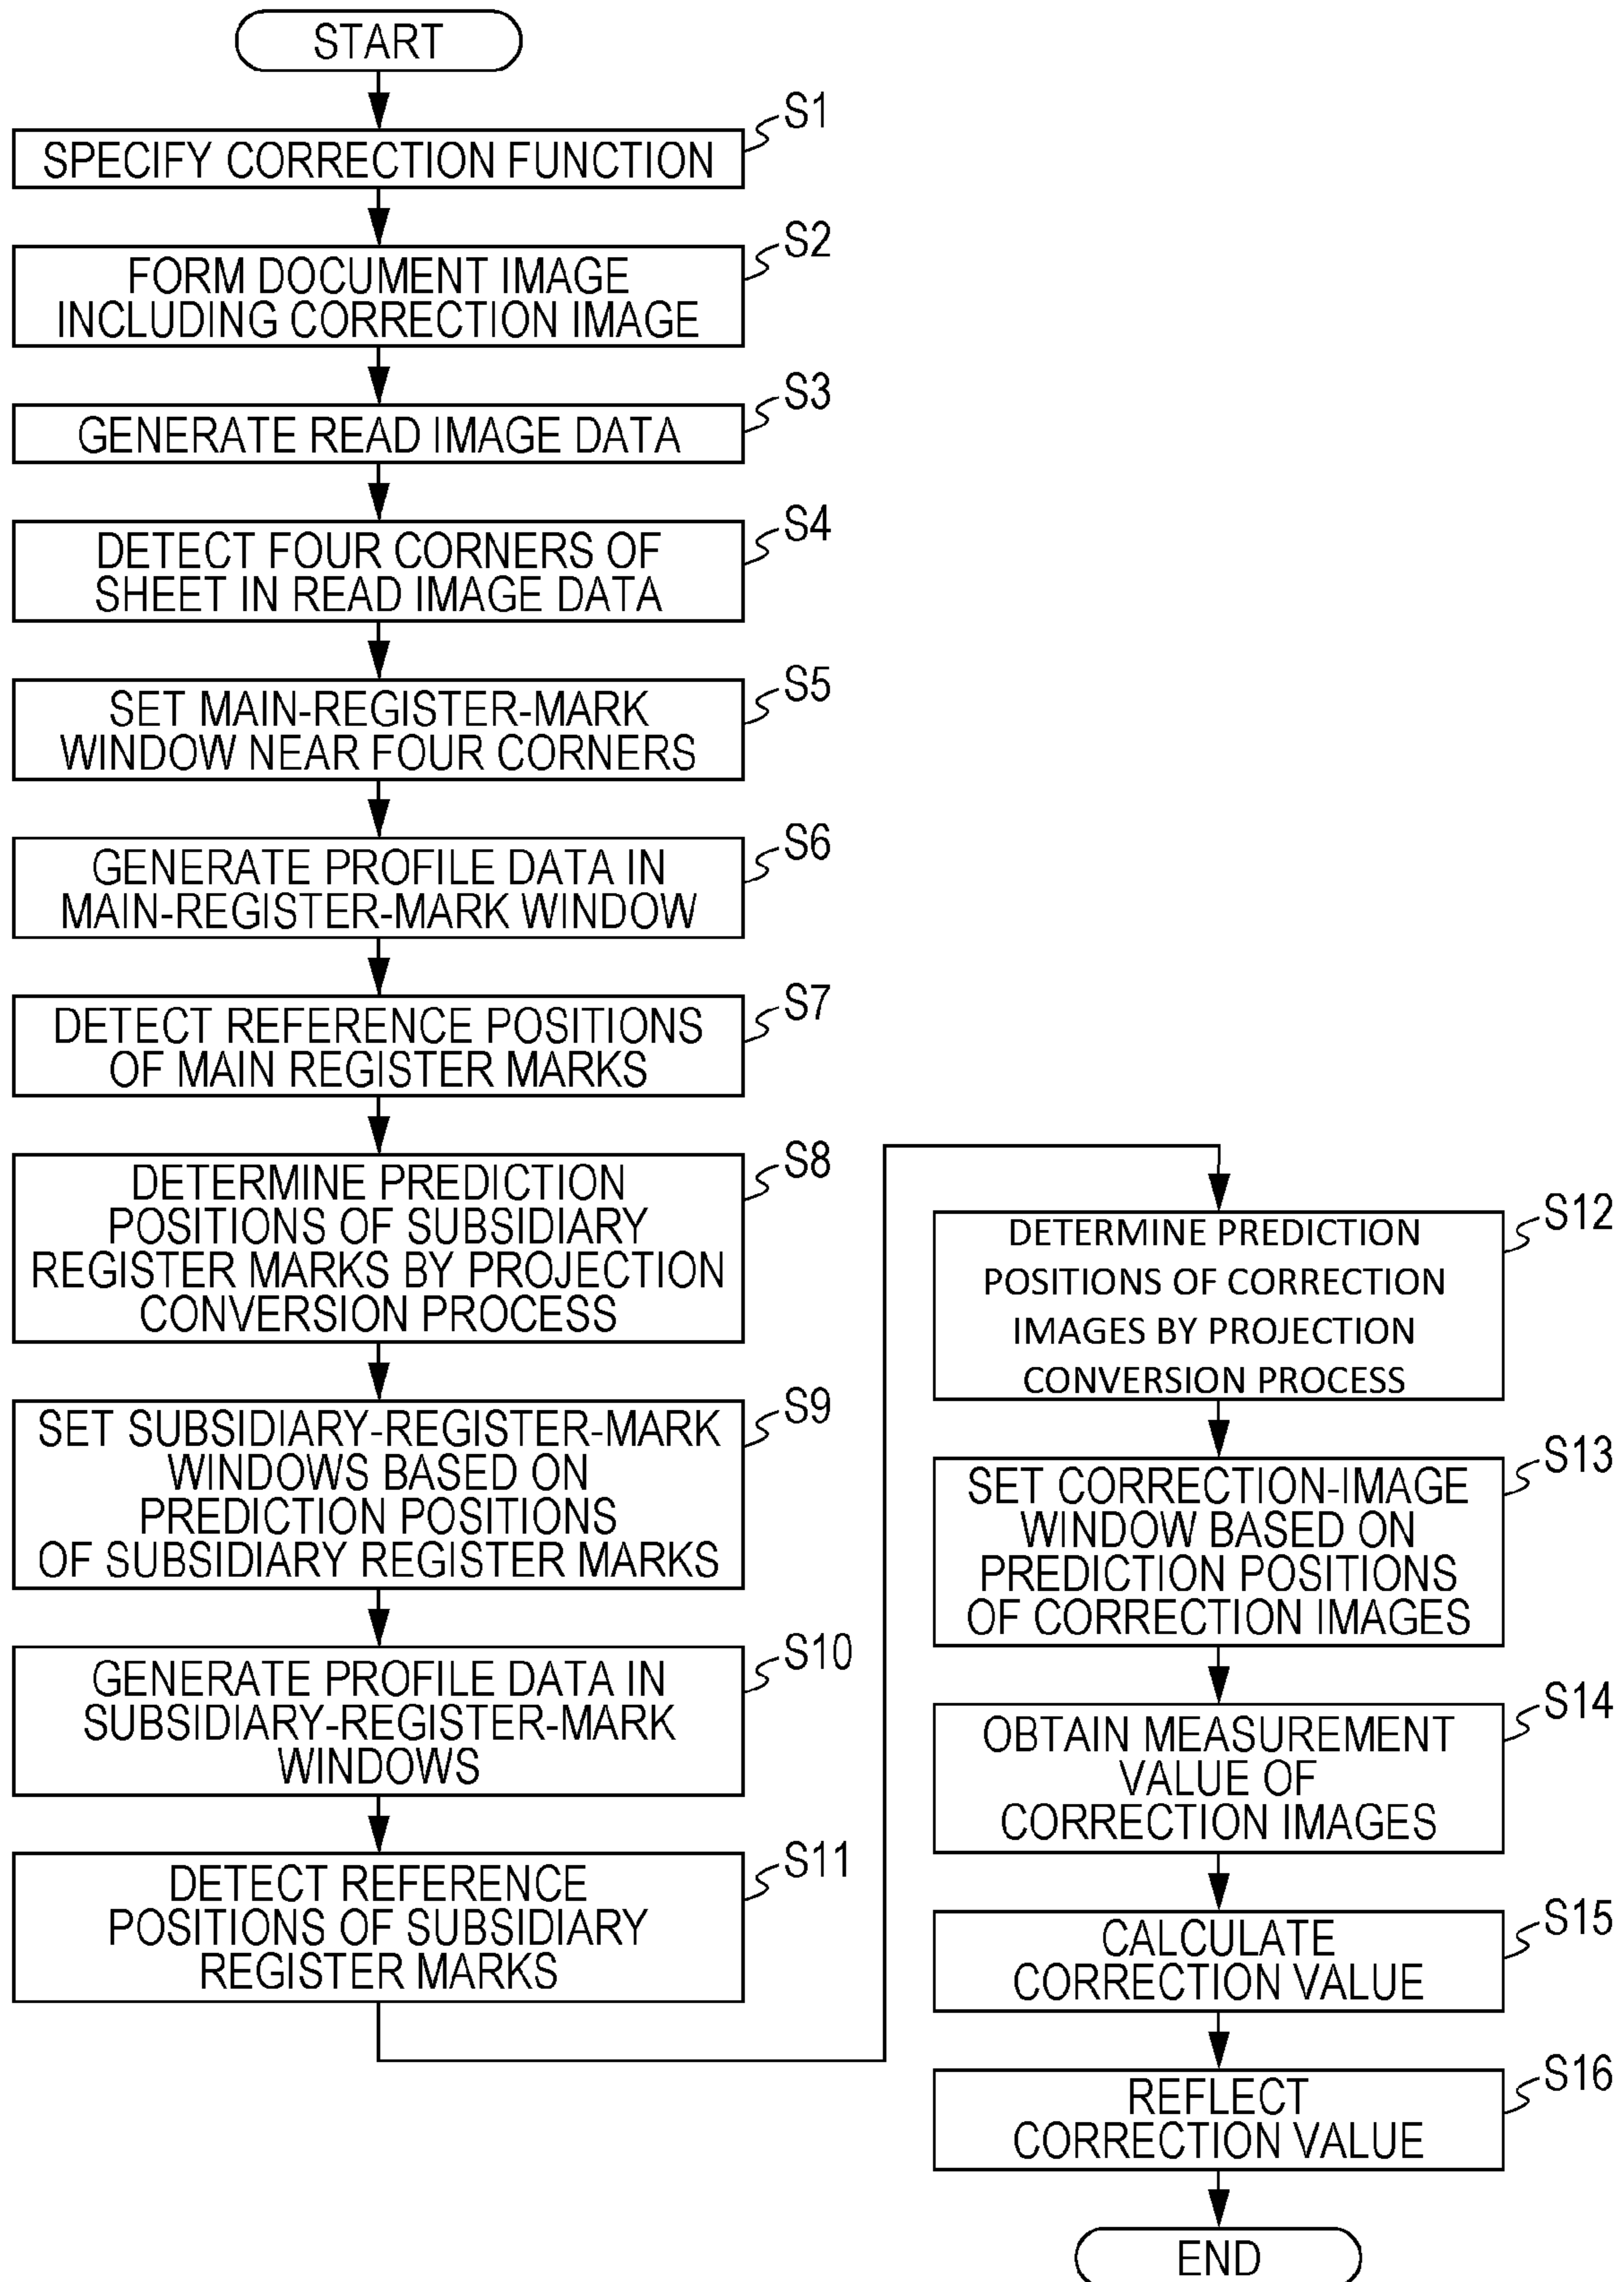 START
S1
SPECIFY CORRECTION FUNCTION
S2
FORM DOCUMENT IMAGE
INCLUDING CORRECTION IMAGE
S3
GENERATE READ IMAGE DATA
S4
DETECT FOUR CORNERS OF
SHEET IN READ IMAGE DATA
S5
SET MAIN-REGISTER-MARK
WINDOW NEAR FOUR CORNERS
S6
GENERATE PROFILE DATA IN
MAIN-REGISTER-MARK WINDOW
S7
DETECT REFERENCE POSITIONS
OF MAIN REGISTER MARKS
S8
DETERMINE PREDICTION
POSITIONS OF SUBSIDIARY
REGISTER MARKS BY PROJECTION
CONVERSION PROCESS
S9
SET SUBSIDIARY-REGISTER-MARK
WINDOWS BASED ON
PREDICTION POSITIONS
OF SUBSIDIARY REGISTER MARKS
S10
GENERATE PROFILE DATA IN
SUBSIDIARY-REGISTER-MARK
WINDOWS
S11
DETECT REFERENCE
POSITIONS OF SUBSIDIARY
REGISTER MARKS
S12
DETERMINE PREDICTION
POSITIONS OF CORRECTION
IMAGES BY PROJECTION
CONVERSION PROCESS
S13
SET CORRECTION-IMAGE
WINDOW BASED ON
PREDICTION POSITIONS
OF CORRECTION IMAGES
S14
OBTAIN MEASUREMENT
VALUE OF
CORRECTION IMAGES
S15
CALCULATE
CORRECTION VALUE
S16
REFLECT
CORRECTION VALUE
END